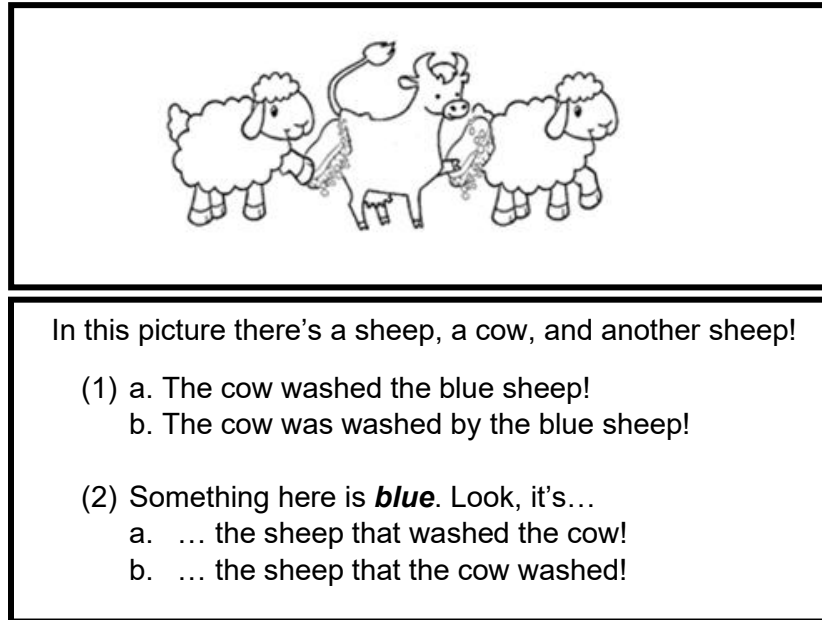 In this picture there's a sheep, a cow, and another sheep!
(1) a. The cow washed the blue sheep!
b. The cow was washed by the blue sheep!
(2) Something here is blue. Look, it's…
a. … the sheep that washed the cow!
b. … the sheep that the cow washed!